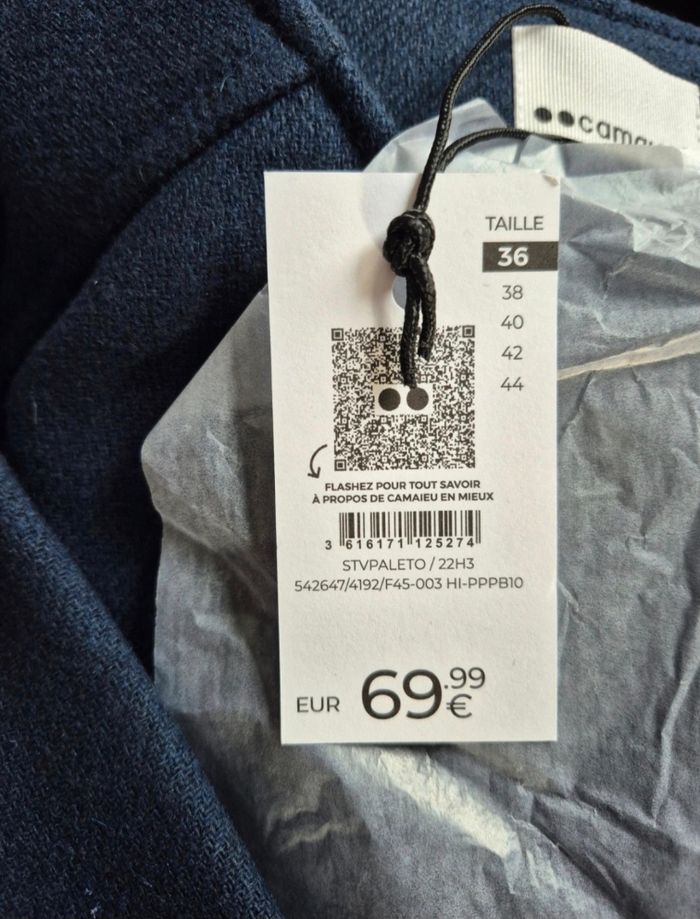 TAILLE
36
38
40
42
44
FLASHEZ POUR TOUT SAVOIR
À PROPOS DE CAMAIEU EN MIEUX
3 616171 125274
STVPALETO / 22H3
542647/4192/F45-003 HI-PPPB10
EUR 69.99 €